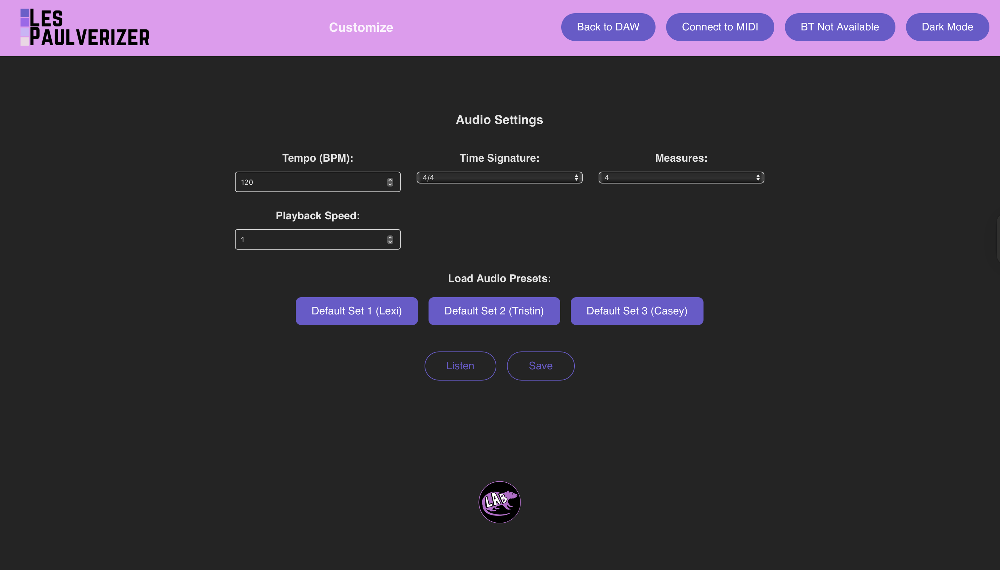 LES
PAULVERIZER
Customize
Back to DAW
Connect to MIDI
BT Not Available
Dark Mode
Audio Settings
Tempo (BPM):
Time Signature:
Measures:
120
4/4
4
Playback Speed:
1
Load Audio Presets:
Default Set 1 (Lexi)
Default Set 2 (Tristin)
Default Set 3 (Casey)
Listen
Save
LAB